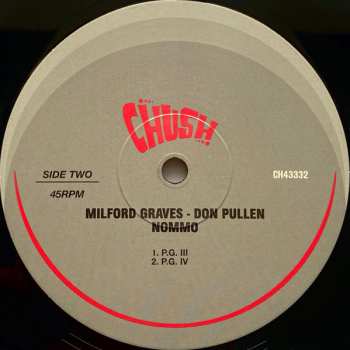 CHUSH
SIDE TWO
45RPM
CH43332
MILFORD GRAVES - DON PULLEN
NOMMO
1. P.G. III
2. P.G. IV